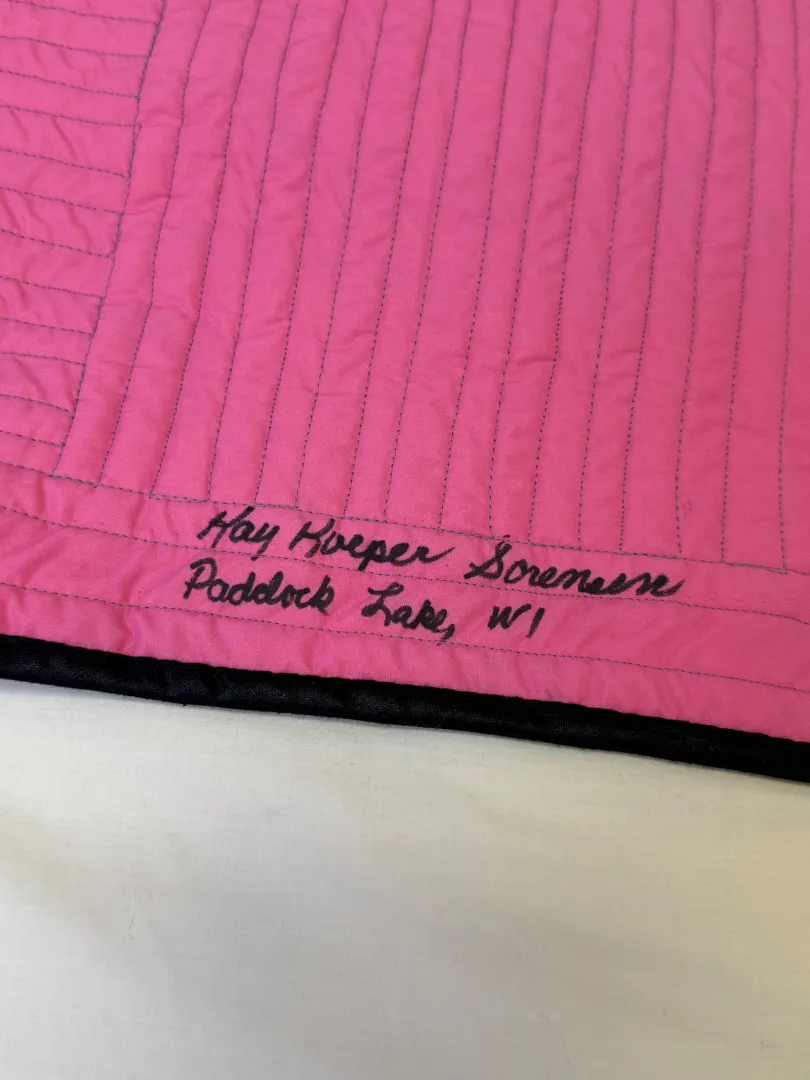 Kay Koeper Sorensen
Paddock Lake, WI